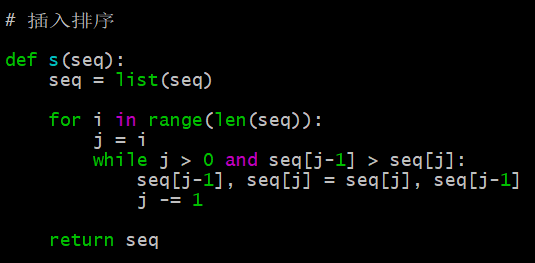 # 插入排序
def s(seq):
    seq = list(seq)
    for i in range(len(seq)):
        j = i
        while j > 0 and seq[j-1] > seq[j]:
            seq[j-1], seq[j] = seq[j], seq[j-1]
            j -= 1
    return seq